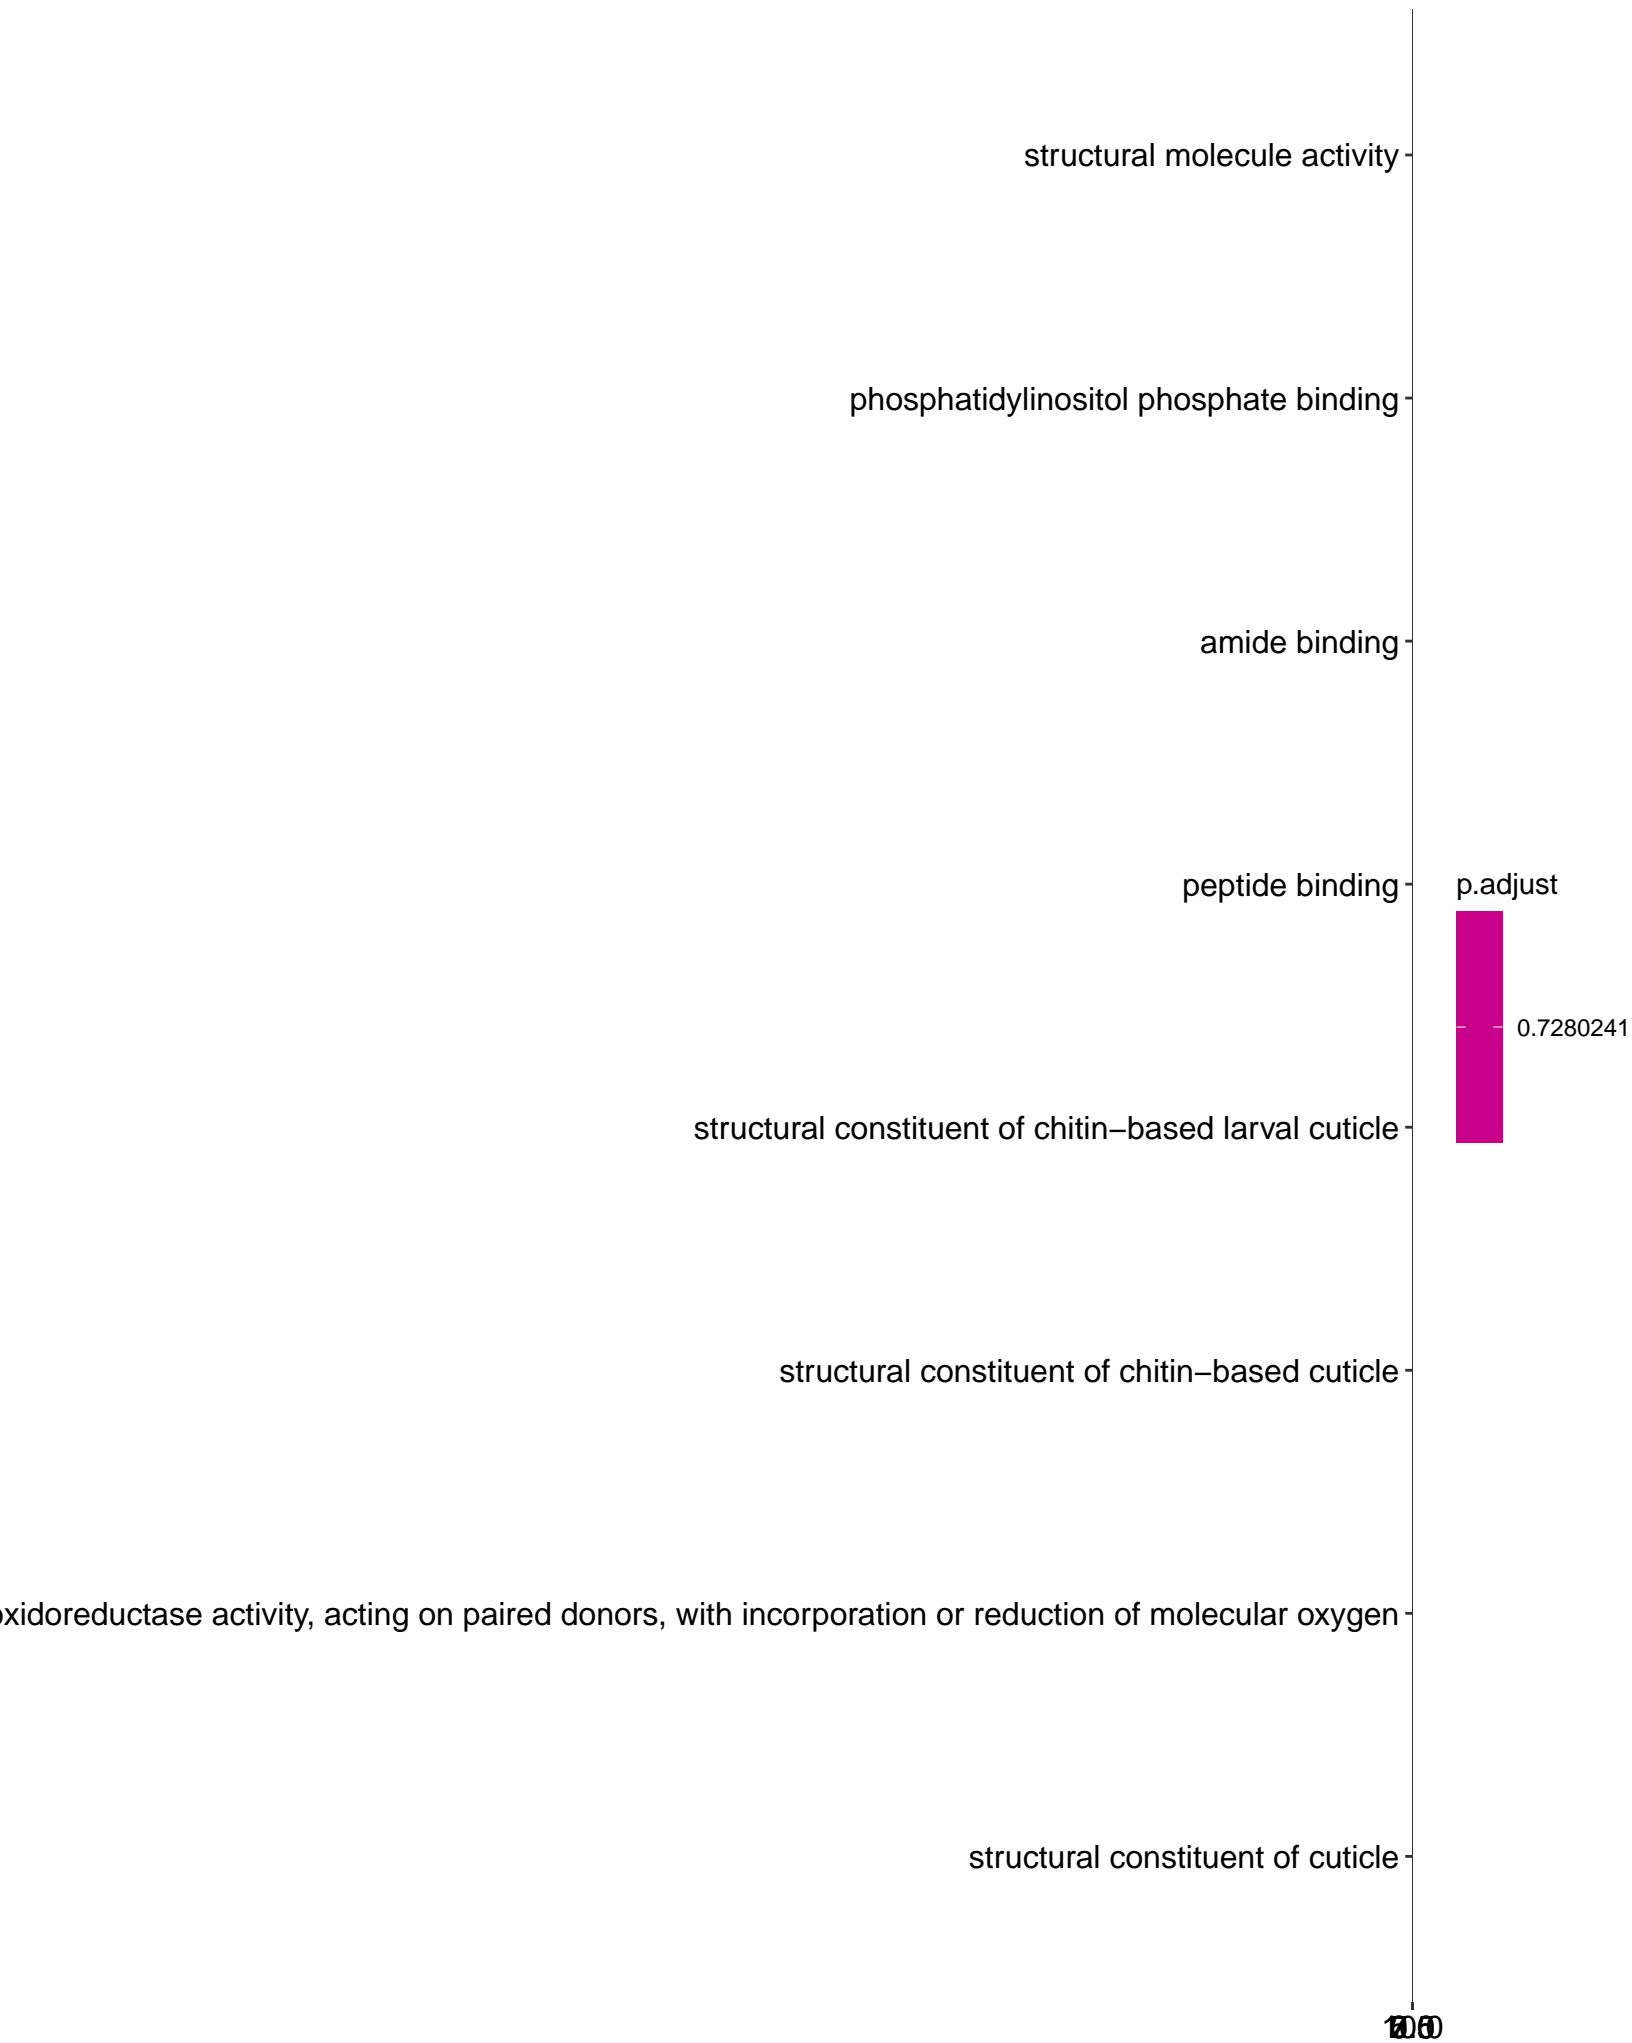 structural molecule activity
phosphatidylinositol phosphate binding
amide binding
peptide binding
p.adjust
0.7280241
structural constituent of chitin−based larval cuticle
structural constituent of chitin−based cuticle
activity, acting on paired donors, with incorporation or reduction of molecular oxygen
structural constituent of cuticle